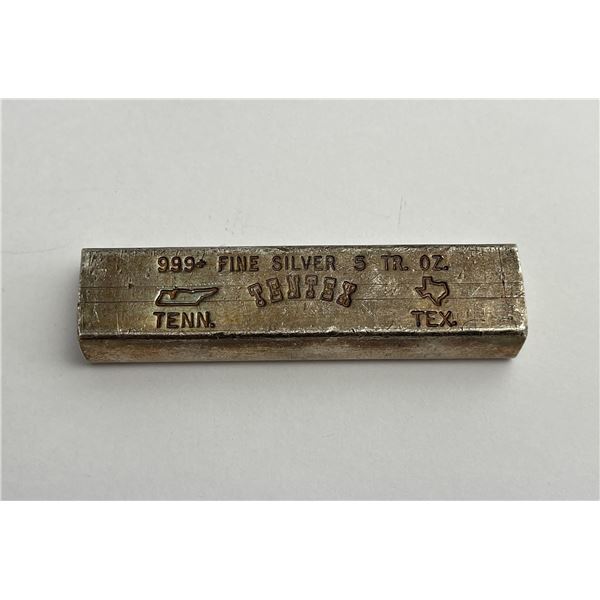 999+ FINE SILVER 5 TR. OZ.
TENTEX
TENN. TEX.